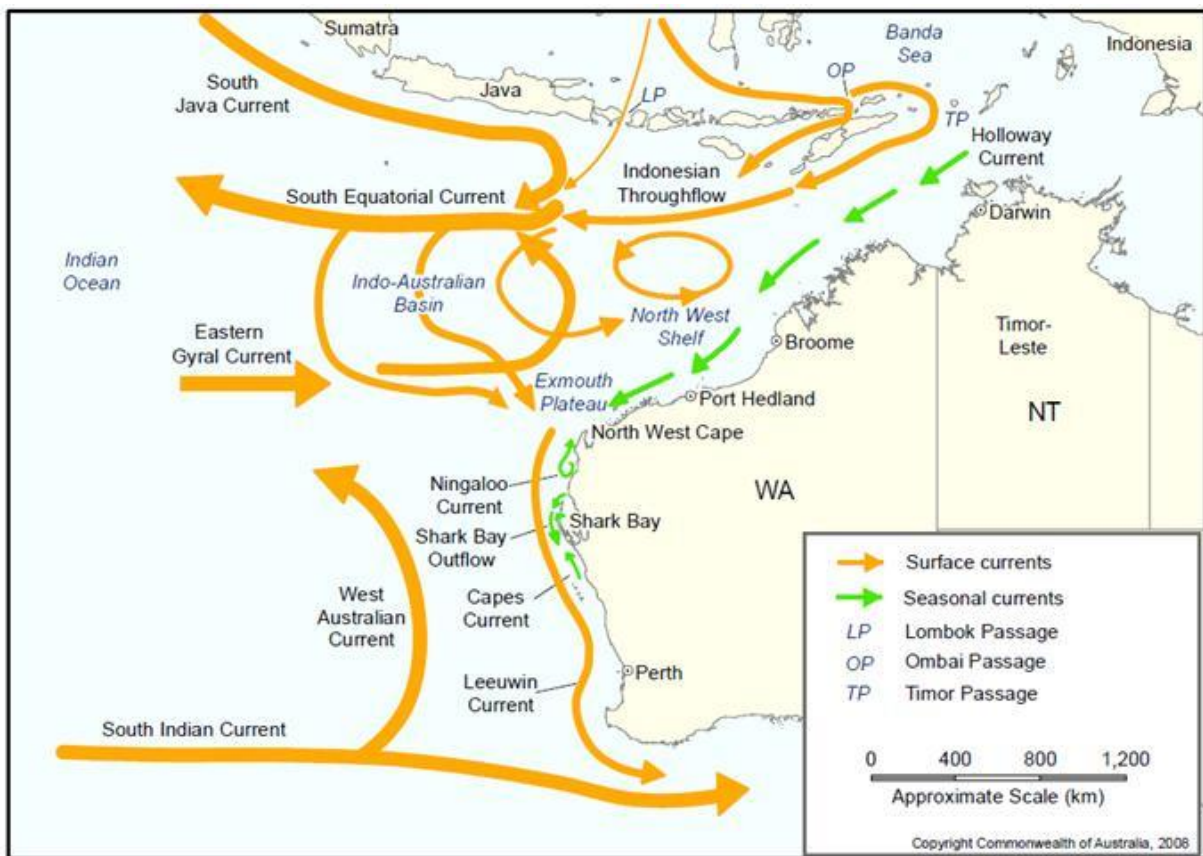 Sumatra
Banda
Sea
Indonesia
South
Java Current
Java
LP
OP
TP
Holloway
Current
Indonesian
Throughflow
South Equatorial Current
Darwin
Indian
Ocean
Indo-Australian
Basin
North West
Shelf
Eastern
Gyral Current
Broome
Timor-
Leste
Exmouth
Plateau
Port Hedland
NT
North West Cape
Ningaloo
Current
WA
Shark Bay
Shark Bay
Outflow
Capes
Current
West
Australian
Current
Leeuwin
Current
Perth
South Indian Current
Surface currents
Seasonal currents
LP Lombok Passage
OP Ombai Passage
TP Timor Passage
0 400 800 1,200
Approximate Scale (km)
Copyright Commonwealth of Australia, 2008